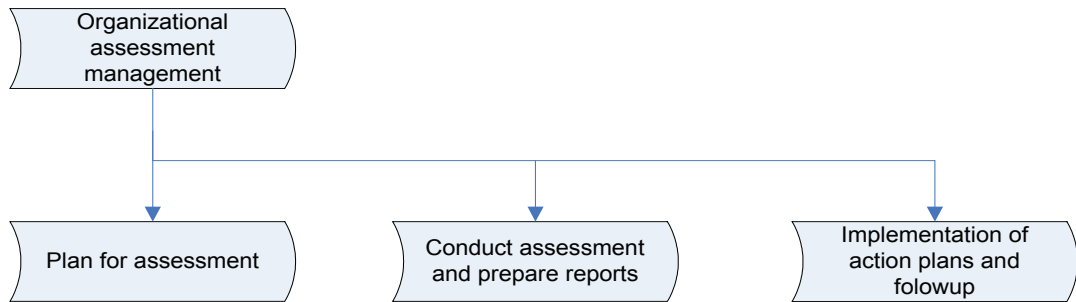 Organizational
assessment
management
Plan for assessment
Conduct assessment
and prepare reports
Implementation of
action plans and
folowup